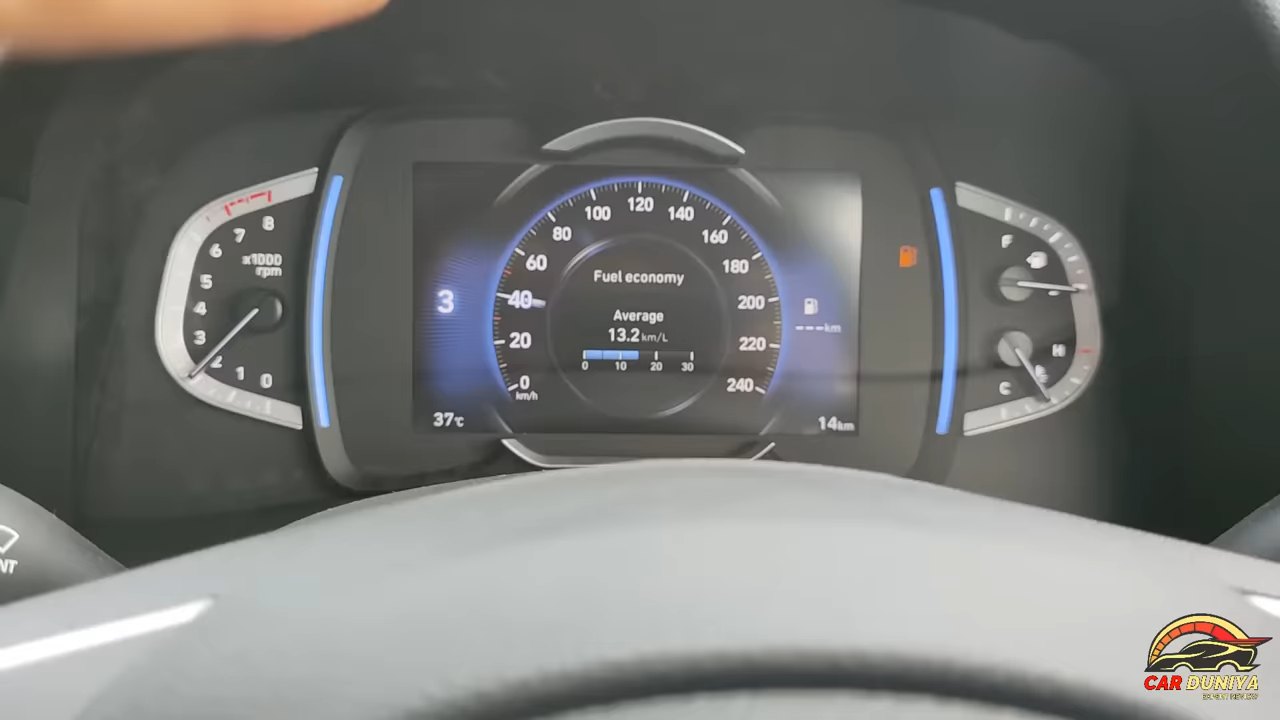 8
7
6
5
4
3
2
1
0
x1000
rpm
3
0
20
40
60
80
100
120
140
160
180
200
220
240
km/h
Fuel economy
Average
13.2 km/L
0 10 20 30
---km
37℃
14km
F
H
C
NT
CAR DUNIYA